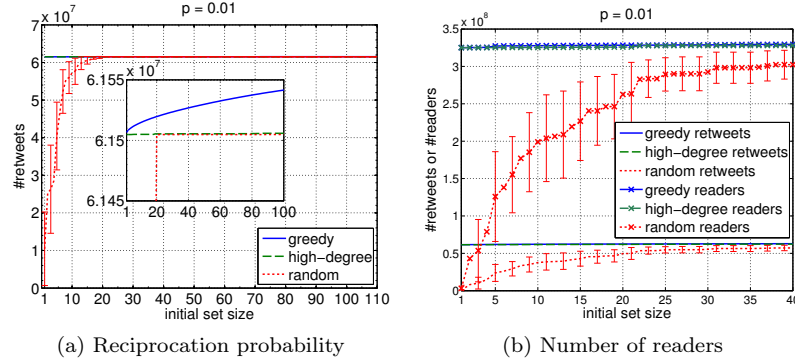 p = 0.01
x 10^7
7
6
5
4
3
2
1
0
#retweets
x 10^7
6.155
6.15
6.145
1 20 40 60 80 100
greedy
high-degree
random
1 10 20 30 40 50 60 70 80 90 100 110
initial set size
(a) Reciprocation probability
p = 0.01
x 10^8
3.5
3
2.5
2
1.5
1
0.5
0
#retweets or #readers
greedy retweets
high-degree retweets
random retweets
greedy readers
high-degree readers
random readers
1 5 10 15 20 25 30 35 40
initial set size
(b) Number of readers